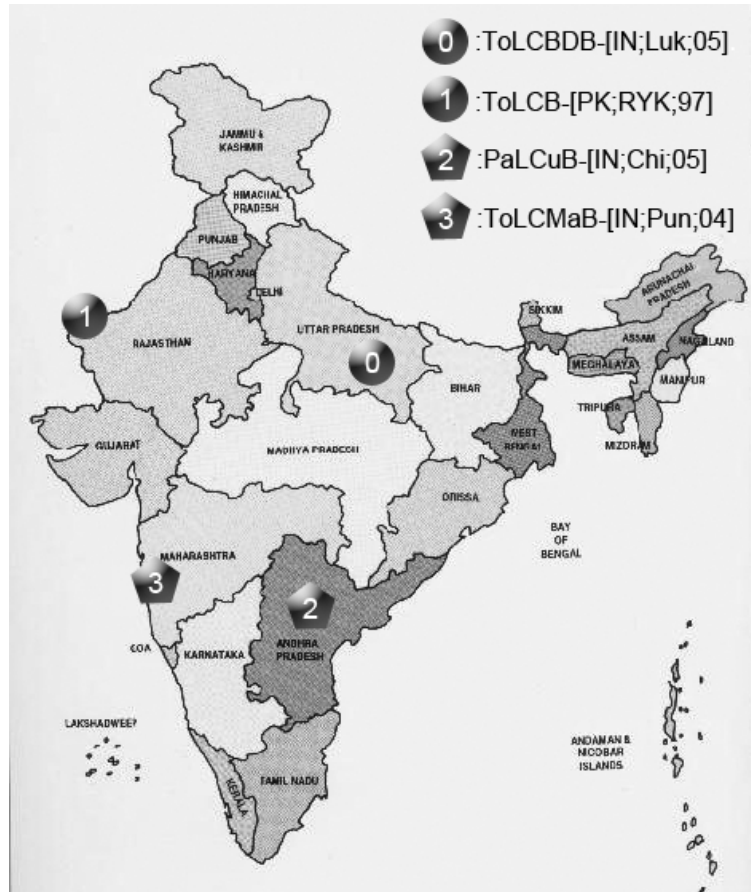 0 :ToLCBDB-[IN;Luk;05]
1 :ToLCB-[PK;RYK;97]
2 :PaLCuB-[IN;Chi;05]
3 :ToLCMaB-[IN;Pun;04]
JAMMU &
KASHMIR
HIMACHAL
PRADESH
PUNJAB
HARYANA
DELHI
1
RAJASTHAN
UTTAR PRADESH
0
SIKKIM
ARUNACHAL
PRADESH
ASSAM
NAGALAND
MEGHALAYA
MANIPUR
BIHAR
TRIPURA
MIZORAM
GUJARAT
MADHYA PRADESH
WEST
BENGAL
ORISSA
BAY
OF
BENGAL
MAHARASHTRA
3
2
GOA
KARNATAKA
ANDHRA
PRADESH
LAKSHADWEE?
ANDAMAN &
NICOBAR
ISLANDS
KERALA
TAMIL NADU